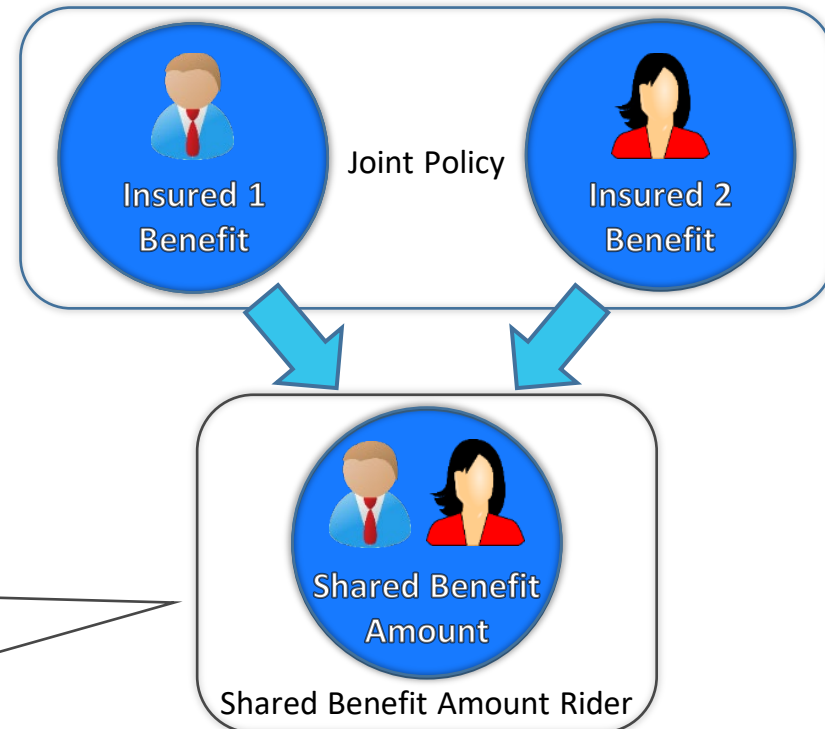 Insured 1
Benefit
Joint Policy
Insured 2
Benefit
Shared Benefit
Amount
Shared Benefit Amount Rider